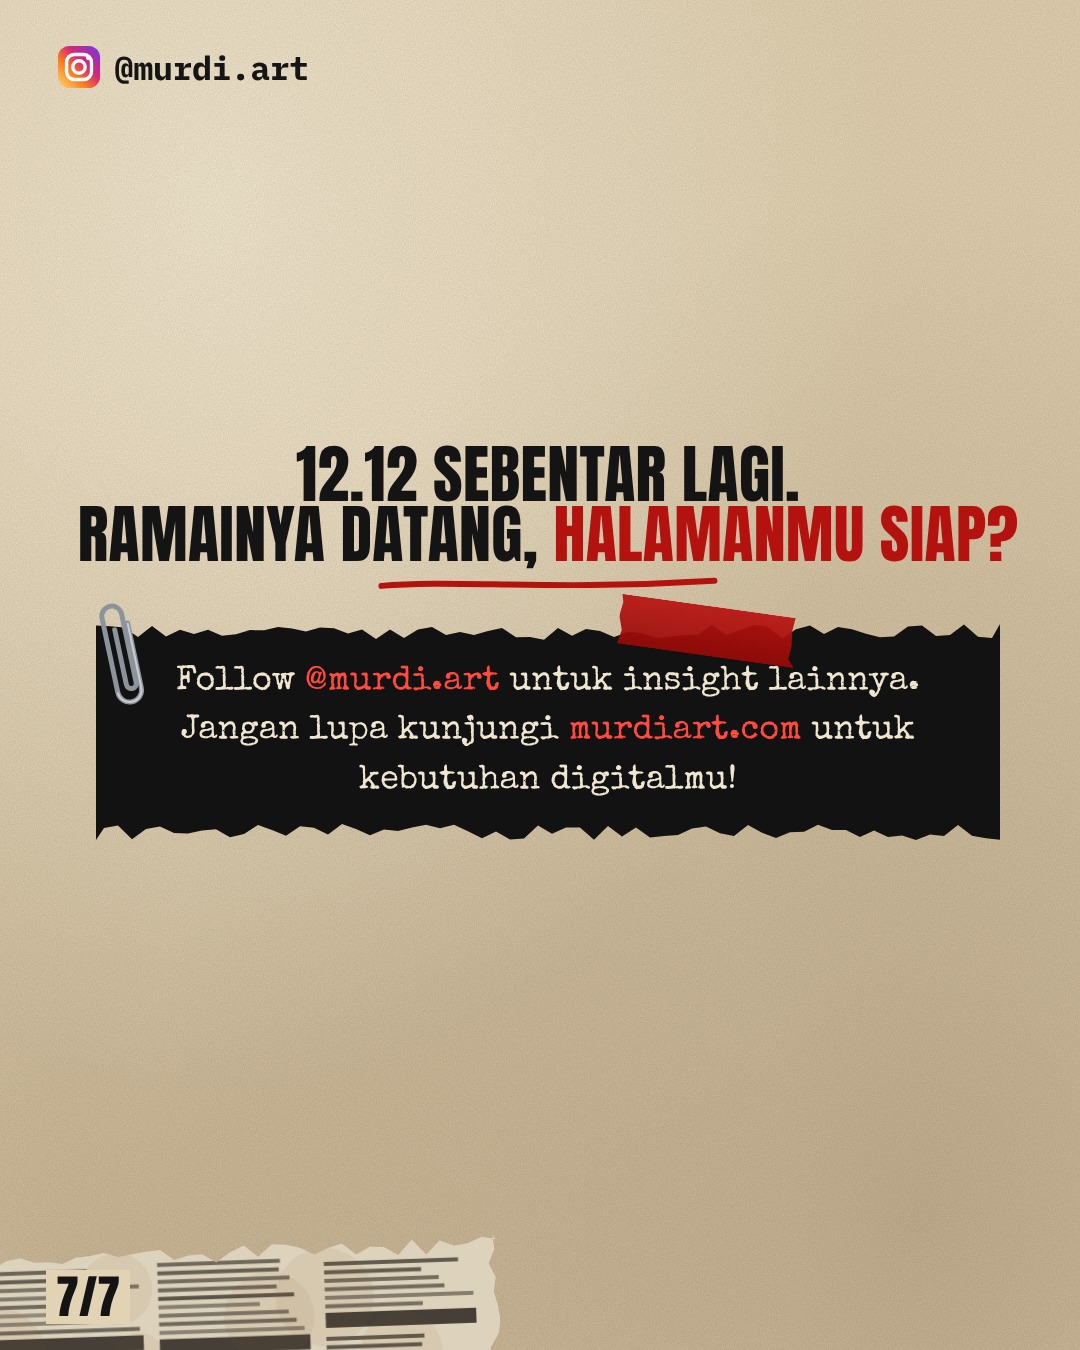 @murdi.art
12.12 SEBENTAR LAGI.
RAMAINYA DATANG, HALAMANMU SIAP?
Follow @murdi.art untuk insight lainnya.
Jangan lupa kunjungi murdiart.com untuk
kebutuhan digitalmu!
7/7